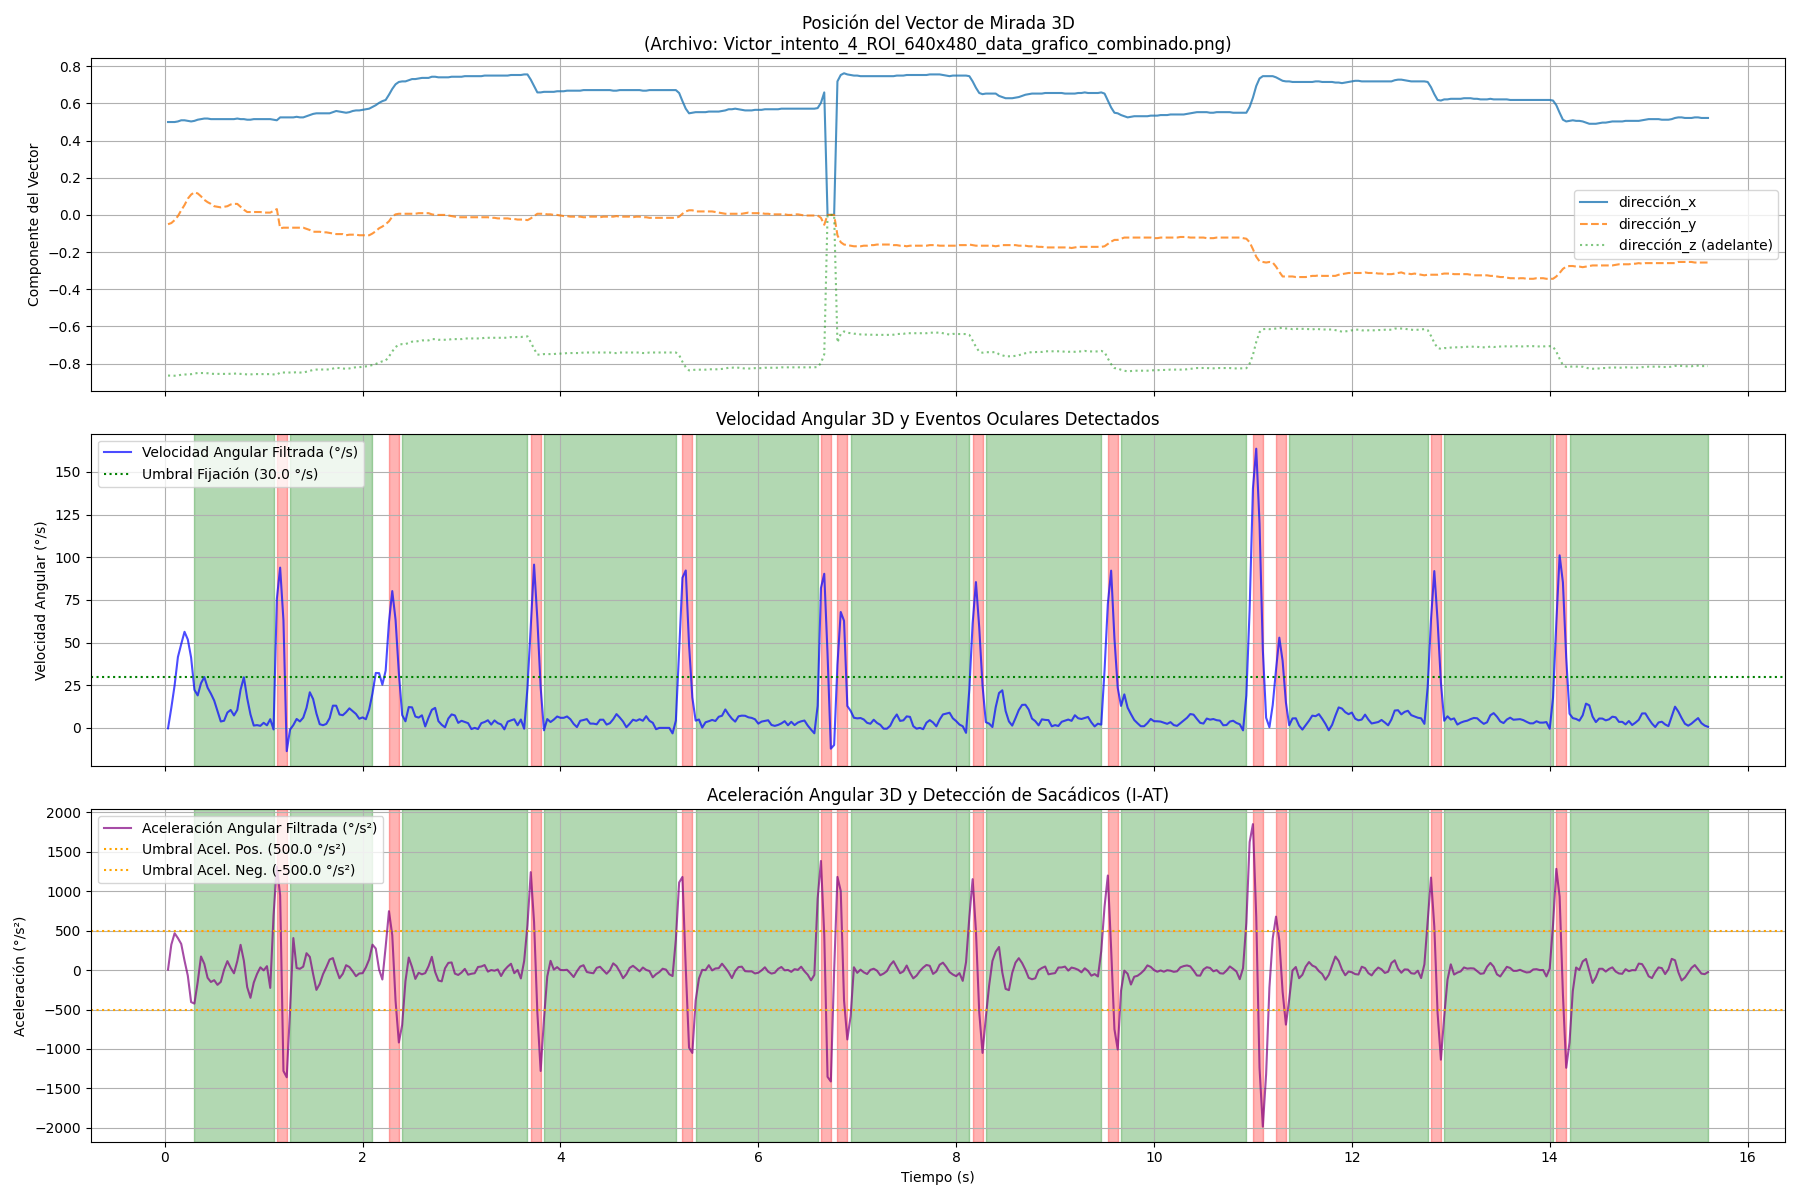 Posición del Vector de Mirada 3D
(Archivo: Victor_intento_4_ROI_640x480_data_grafico_combinado.png)
0.8
0.6
0.4
0.2
0.0
−0.2
−0.4
−0.6
−0.8
Componente del Vector
dirección_x
dirección_y
dirección_z (adelante)
Velocidad Angular 3D y Eventos Oculares Detectados
150
125
100
75
50
25
0
Velocidad Angular (°/s)
Velocidad Angular Filtrada (°/s)
Umbral Fijación (30.0 °/s)
Aceleración Angular 3D y Detección de Sacádicos (I-AT)
2000
1500
1000
500
0
−500
−1000
−1500
−2000
Aceleración (°/s²)
Aceleración Angular Filtrada (°/s²)
Umbral Acel. Pos. (500.0 °/s²)
Umbral Acel. Neg. (-500.0 °/s²)
0 2 4 6 8 10 12 14 16
Tiempo (s)